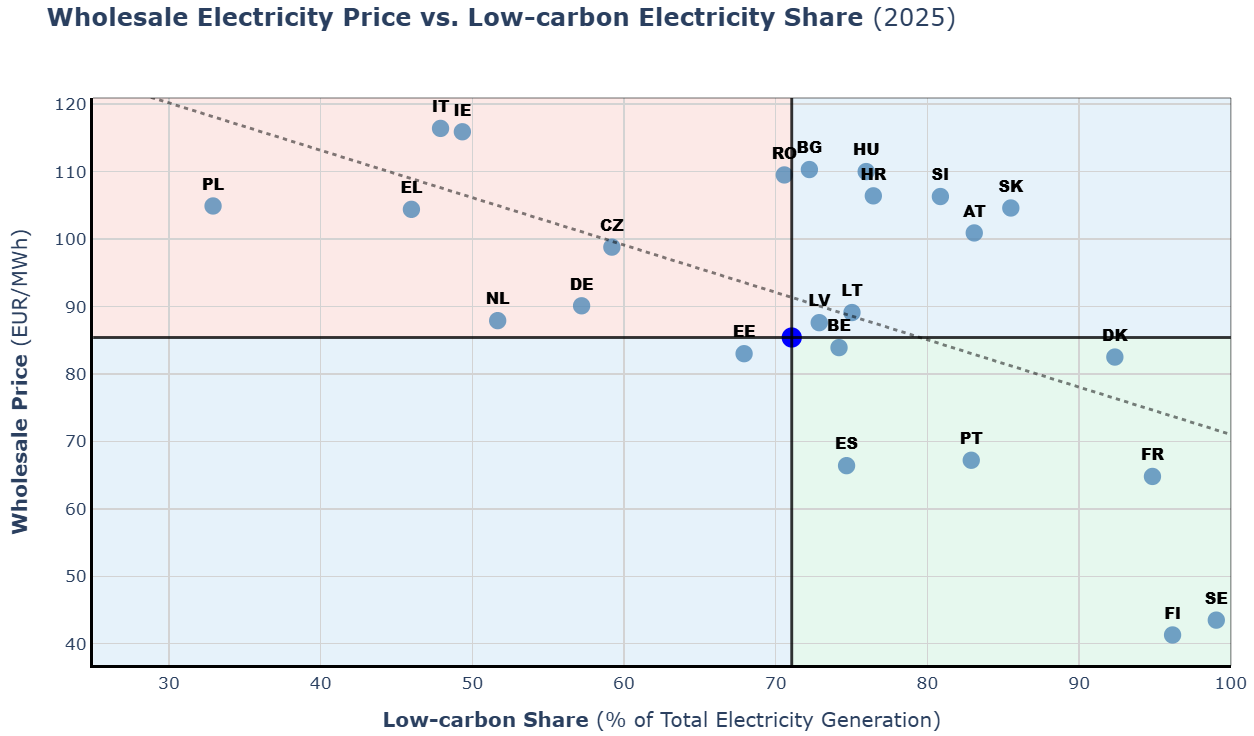 Wholesale Electricity Price vs. Low-carbon Electricity Share (2025)
120
110
100
90
80
70
60
50
40
Wholesale Price (EUR/MWh)
IT
IE
PL
EL
CZ
NL
DE
EE
RO
BG
HU
HR
SI
SK
AT
LV
LT
BE
DK
ES
PT
FR
FI
SE
30
40
50
60
70
80
90
100
Low-carbon Share (% of Total Electricity Generation)